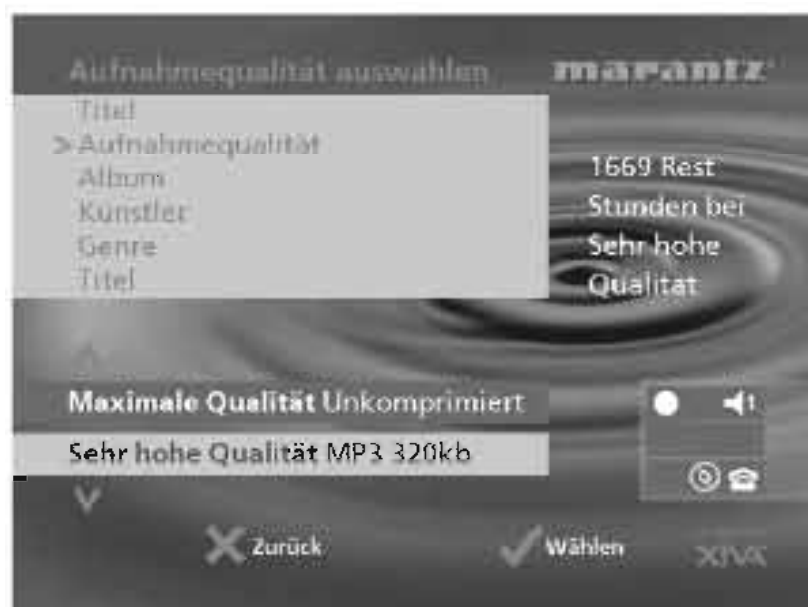 Aufnahmequalität auswählen
marantz
Titel
> Aufnahmequalität
Album
Künstler
Genre
Titel
1669 Rest
Stunden bei
Sehr hohe
Qualität
Maximale Qualität Unkomprimiert
Sehr hohe Qualität MP3 320kb
1
Zurück
Wählen
XIVA